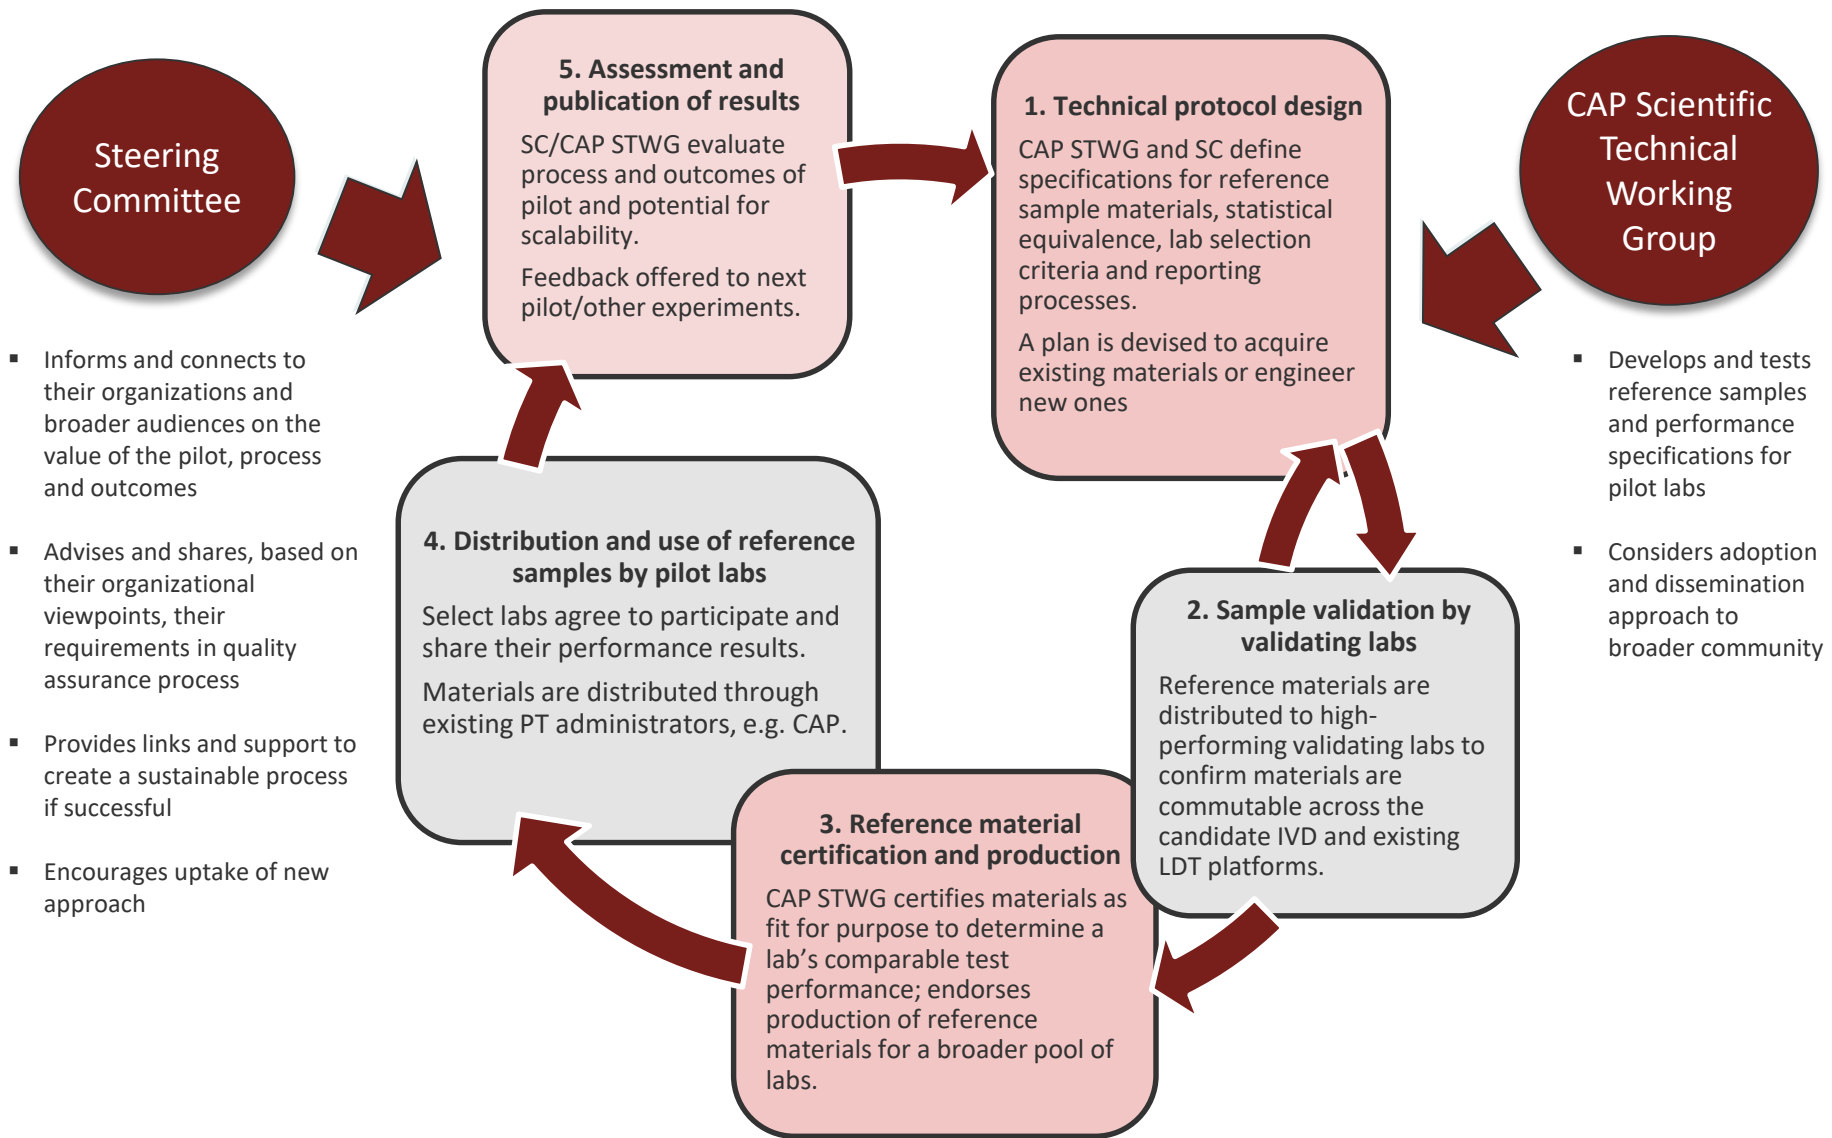 Steering
Committee
▪ Informs and connects to
their organizations and
broader audiences on the
value of the pilot, process
and outcomes
▪ Advises and shares, based on
their organizational
viewpoints, their
requirements in quality
assurance process
▪ Provides links and support to
create a sustainable process
if successful
▪ Encourages uptake of new
approach
5. Assessment and
publication of results
SC/CAP STWG evaluate
process and outcomes of
pilot and potential for
scalability.
Feedback offered to next
pilot/other experiments.
1. Technical protocol design
CAP STWG and SC define
specifications for reference
sample materials, statistical
equivalence, lab selection
criteria and reporting
processes.
A plan is devised to acquire
existing materials or engineer
new ones
CAP Scientific
Technical
Working
Group
▪ Develops and tests
reference samples
and performance
specifications for
pilot labs
▪ Considers adoption
and dissemination
approach to
broader community
4. Distribution and use of reference
samples by pilot labs
Select labs agree to participate and
share their performance results.
Materials are distributed through
existing PT administrators, e.g. CAP.
2. Sample validation by
validating labs
Reference materials are
distributed to high-
performing validating labs to
confirm materials are
commutable across the
candidate IVD and existing
LDT platforms.
3. Reference material
certification and production
CAP STWG certifies materials as
fit for purpose to determine a
lab’s comparable test
performance; endorses
production of reference
materials for a broader pool of
labs.